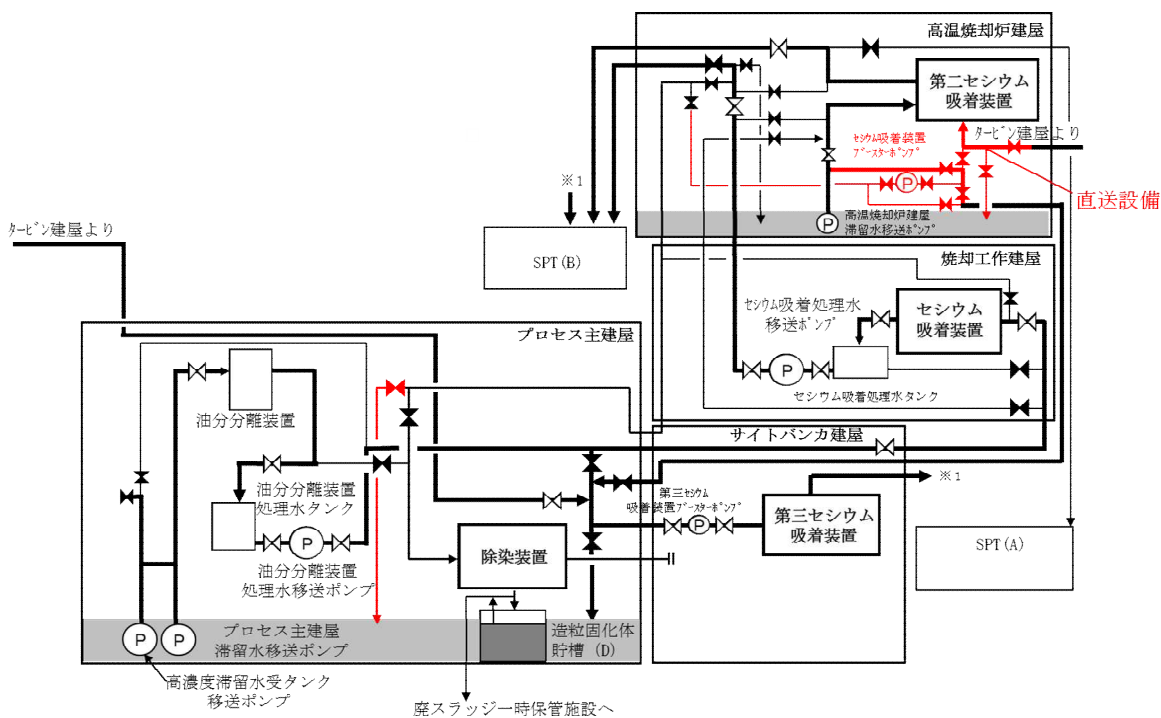 高温焼却炉建屋
第二セシウム
吸着装置
セシウム吸着装置
ブースターポンプ
タービン建屋より
※1
P
直送設備
P
高温焼却炉建屋
滞留水移送ポンプ
タービン建屋より
SPT(B)
焼却工作建屋
セシウム吸着処理水
移送ポンプ
セシウム
吸着装置
P
セシウム吸着処理水タンク
プロセス主建屋
油分分離装置
サイトバンカ建屋
油分分離装置
処理水タンク
P
油分分離装置
処理水移送ポンプ
第三セシウム
吸着装置ブースターポンプ
P
※1
第三セシウム
吸着装置
除染装置
SPT(A)
P
P
プロセス主建屋
滞留水移送ポンプ
造粒固化体
貯槽(D)
高濃度滞留水受タンク
移送ポンプ
廃スラッジ一時保管施設へ